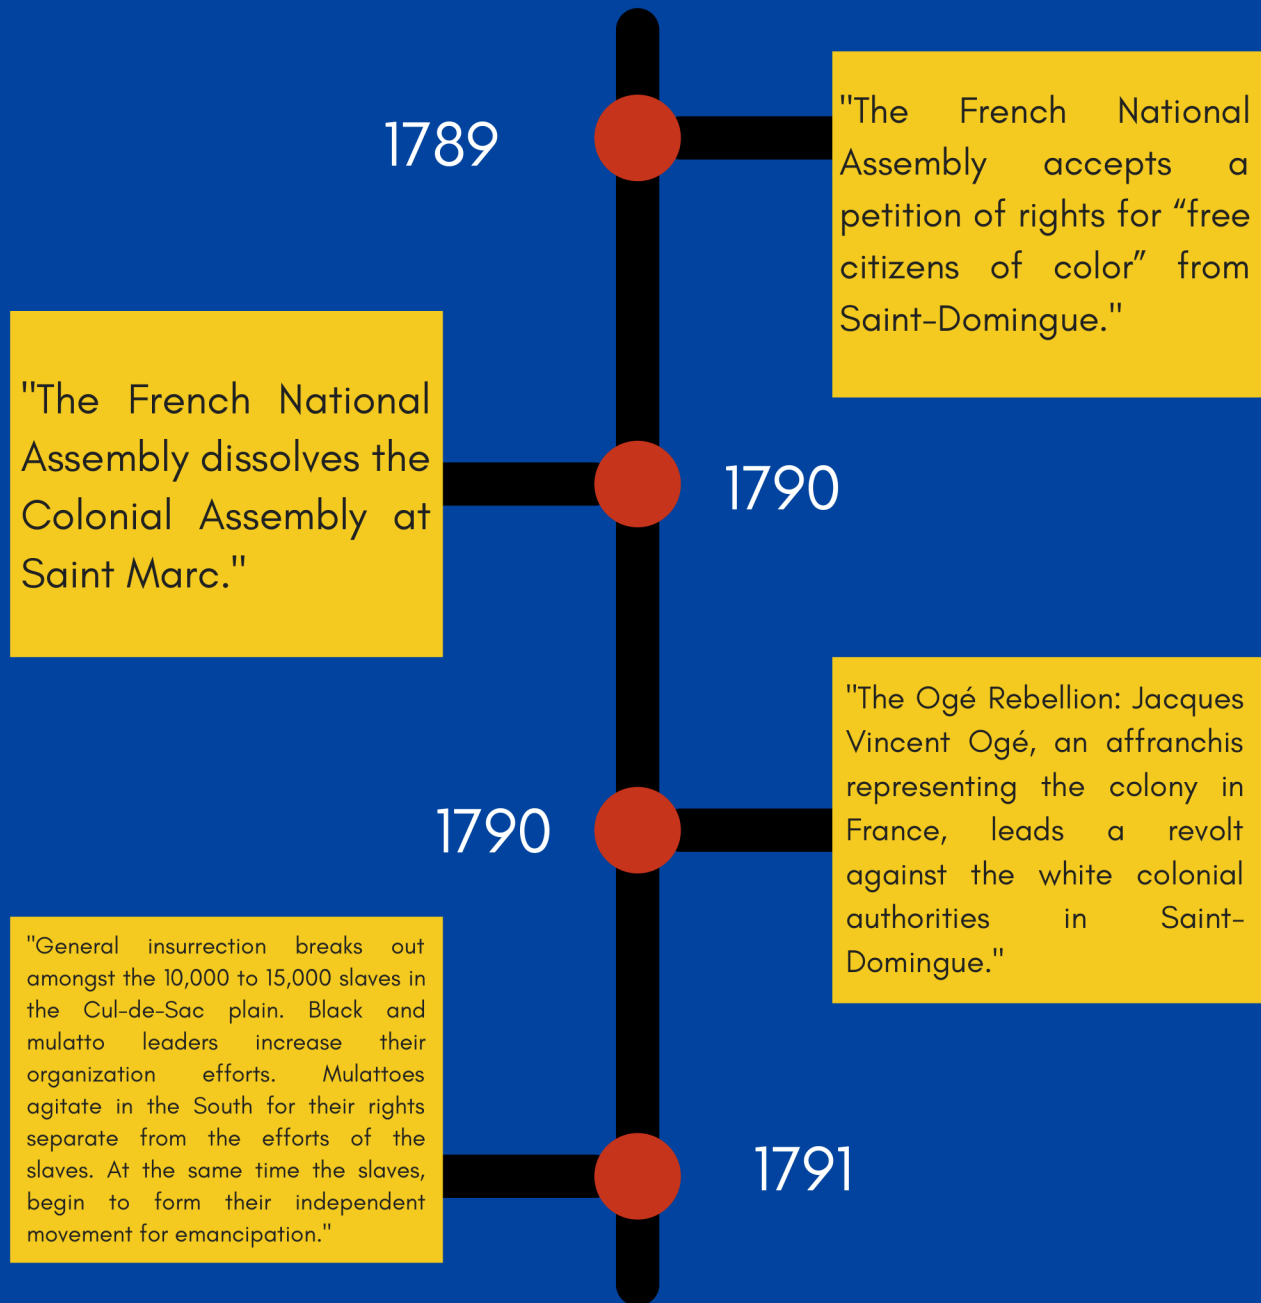 1789
"The French National
Assembly accepts a
petition of rights for “free
citizens of color” from
Saint-Domingue."
"The French National
Assembly dissolves the
Colonial Assembly at
Saint Marc."
1790
1790
"The Ogé Rebellion: Jacques
Vincent Ogé, an affranchis
representing the colony in
France, leads a revolt
against the white colonial
authorities in Saint-
Domingue."
"General insurrection breaks out
amongst the 10,000 to 15,000 slaves in
the Cul-de-Sac plain. Black and
mulatto leaders increase their
organization efforts. Mulattoes
agitate in the South for their rights
separate from the efforts of the
slaves. At the same time the slaves,
begin to form their independent
movement for emancipation."
1791